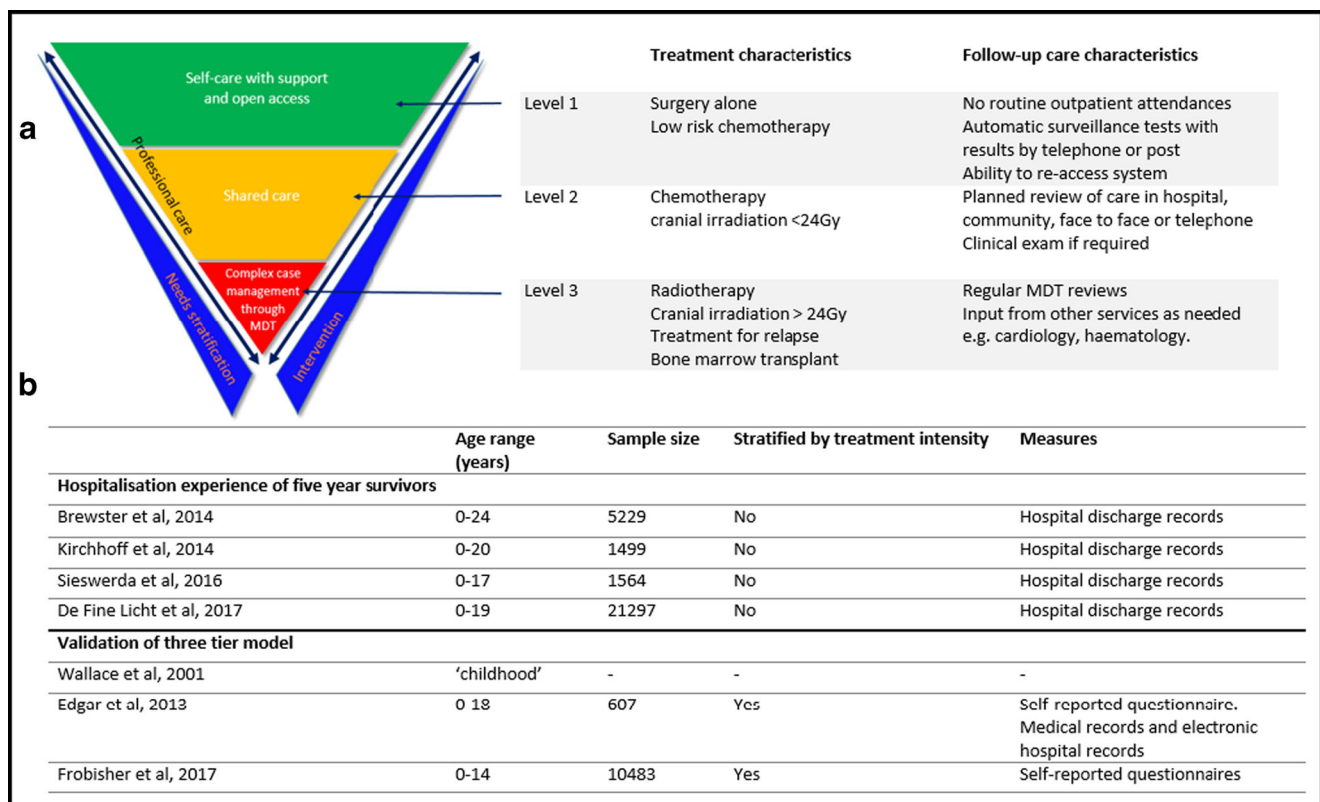 a
Self-care with support
and open access
Professional care
Shared care
Complex case
management
through
MDT
Needs stratification
Intervention
Treatment characteristics Follow-up care characteristics
Level 1 Surgery alone No routine outpatient attendances
Low risk chemotherapy Automatic surveillance tests with
results by telephone or post
Ability to re-access system
Level 2 Chemotherapy Planned review of care in hospital,
cranial irradiation <24Gy community, face to face or telephone
Clinical exam if required
Level 3 Radiotherapy Regular MDT reviews
Cranial irradiation > 24Gy Input from other services as needed
Treatment for relapse e.g. cardiology, haematology.
Bone marrow transplant
b
Age range Sample size Stratified by treatment intensity Measures
(years)
Hospitalisation experience of five year survivors
Brewster et al, 2014 0-24 5229 No Hospital discharge records
Kirchhoff et al, 2014 0-20 1499 No Hospital discharge records
Sieswerda et al, 2016 0-17 1564 No Hospital discharge records
De Fine Licht et al, 2017 0-19 21297 No Hospital discharge records
Validation of three tier model
Wallace et al, 2001 'childhood' - - -
Edgar et al, 2013 0-18 607 Yes Self-reported questionnaire.
Medical records and electronic
hospital records
Frobisher et al, 2017 0-14 10483 Yes Self-reported questionnaires